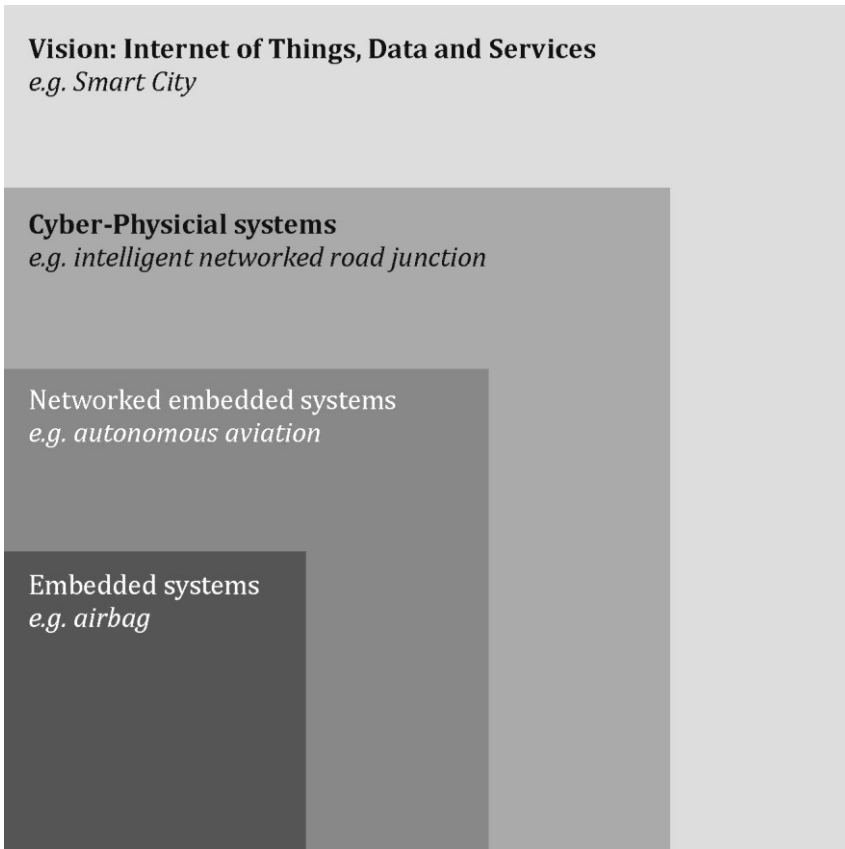 Vision: Internet of Things, Data and Services
e.g. Smart City
Cyber-Physicial systems
e.g. intelligent networked road junction
Networked embedded systems
e.g. autonomous aviation
Embedded systems
e.g. airbag